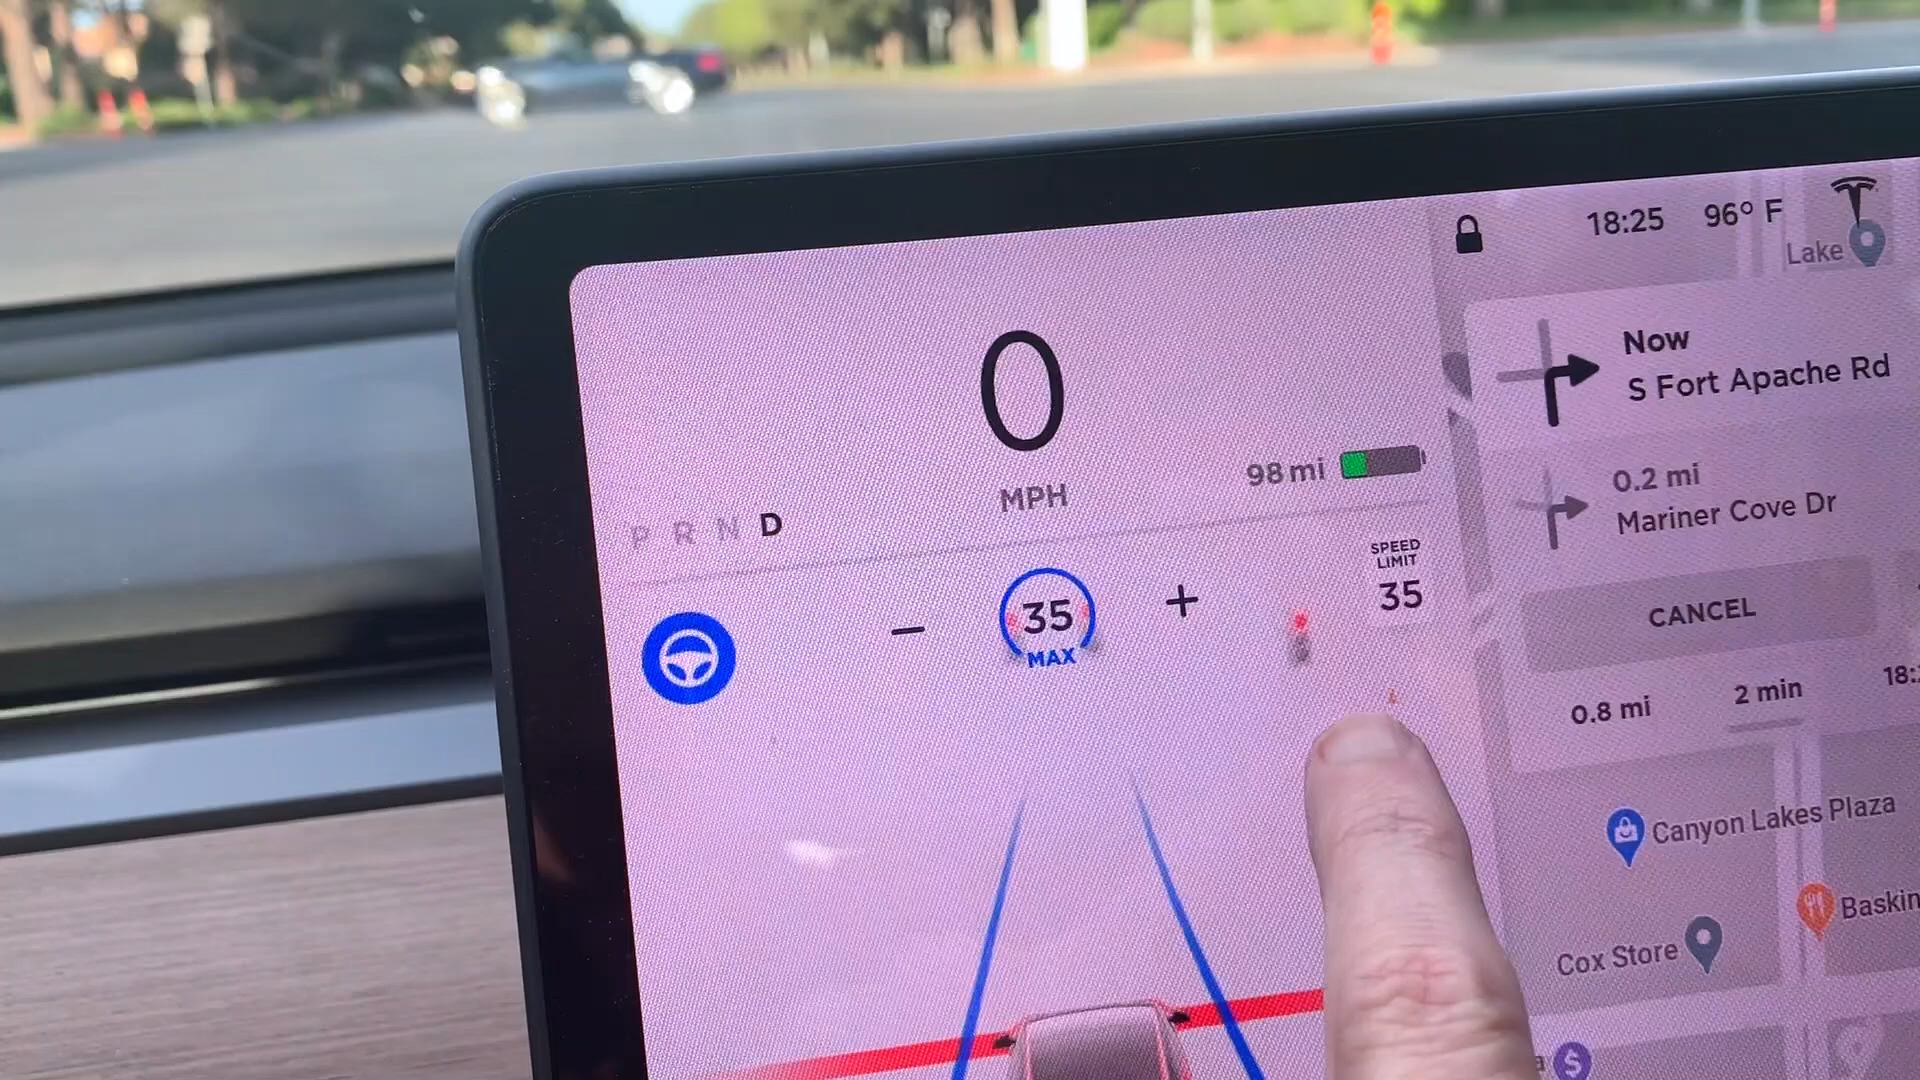 18:25 96° F
Lake
0
MPH
98 mi
P R N D
35
MAX
SPEED
LIMIT
35
Now
S Fort Apache Rd
0.2 mi
Mariner Cove Dr
CANCEL
0.8 mi 2 min
Canyon Lakes Plaza
Cox Store